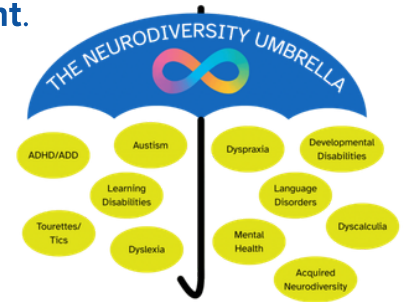 nt.
THE NEURODIVERSITY UMBRELLA
ADHD/ADD
Austism
Dyspraxia
Developmental
Disabilities
Learning
Disabilities
Language
Disorders
Tourettes/
Tics
Dyslexia
Mental
Health
Dyscalculia
Acquired
Neurodiversity